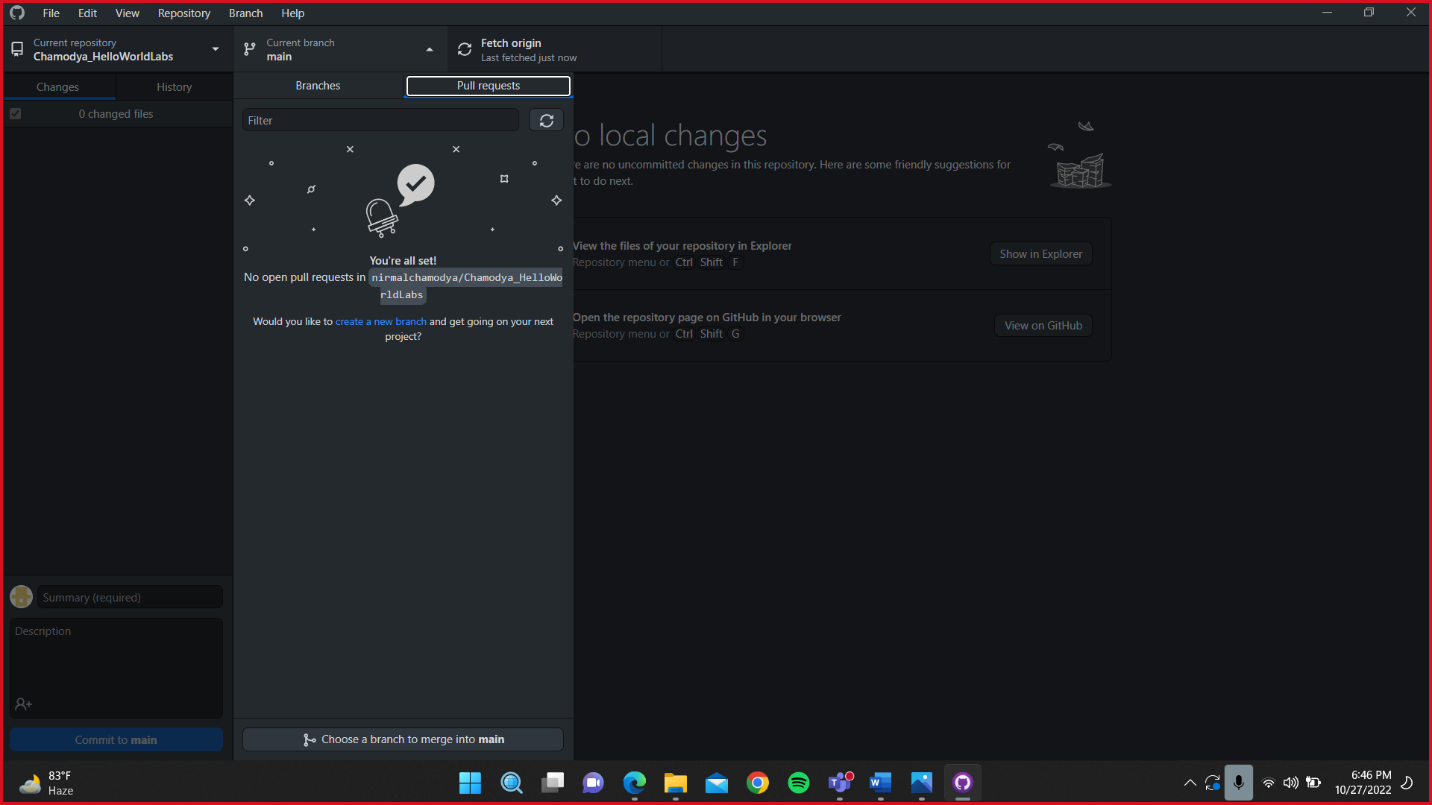 File Edit View Repository Branch Help
Current repository
Chamodya_HelloWorldLabs
Current branch
main
Fetch origin
Last fetched just now
Changes History
0 changed files
Branches Pull requests
Filter
You're all set!
No open pull requests in nirmalchamodya/Chamodya_HelloWo
rldLabs
Would you like to create a new branch and get going on your next
project?
Choose a branch to merge into main
o local changes
re are no uncommitted changes in this repository. Here are some friendly suggestions for
t to do next.
View the files of your repository in Explorer
Repository menu or Ctrl Shift F
Show in Explorer
Open the repository page on GitHub in your browser
Repository menu or Ctrl Shift G
View on GitHub
Summary (required)
Description
Commit to main
83°F
Haze
6:46 PM
10/27/2022